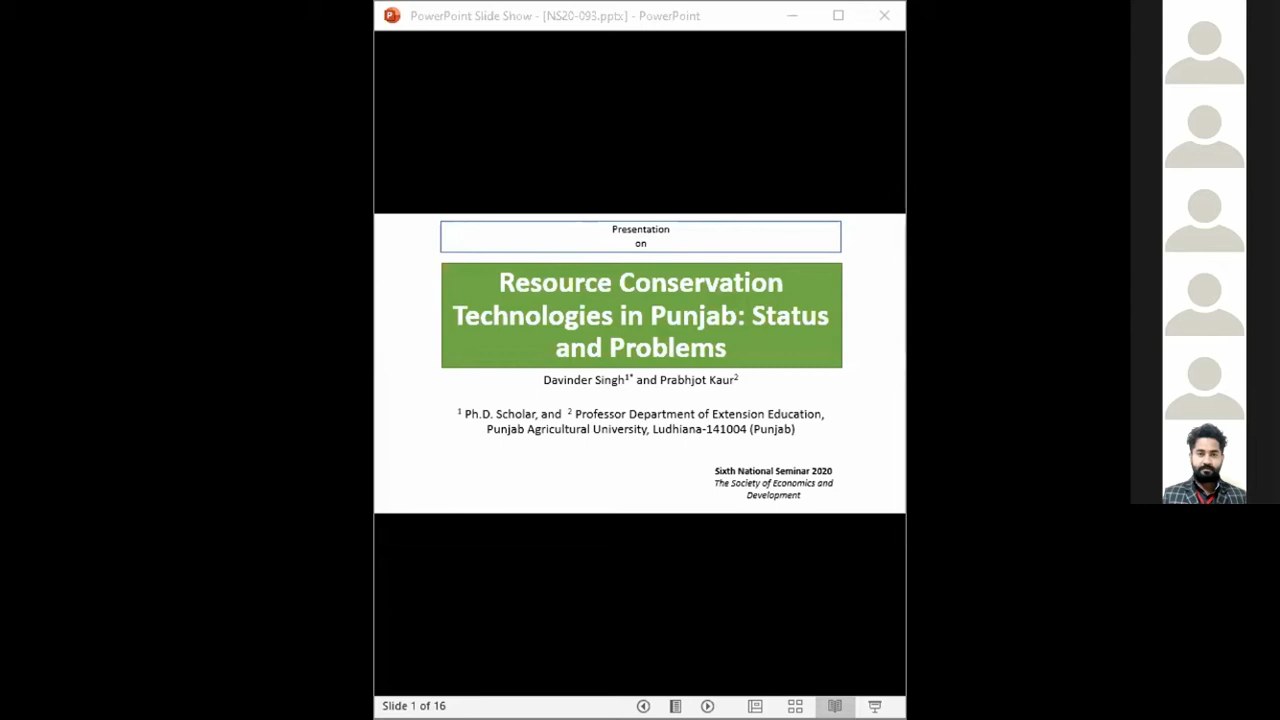 PowerPoint Slide Show - [NS20-093.pptx] - PowerPoint
Presentation
on
Resource Conservation
Technologies in Punjab: Status
and Problems
Davinder Singh1* and Prabhjot Kaur2
1 Ph.D. Scholar, and 2 Professor Department of Extension Education,
Punjab Agricultural University, Ludhiana-141004 (Punjab)
Sixth National Seminar 2020
The Society of Economics and
Development
Slide 1 of 16